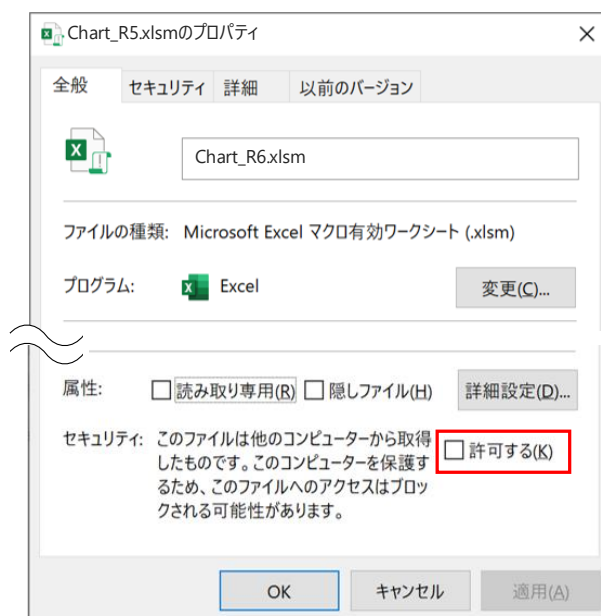 Chart_R5.xlsmのプロパティ
全般 セキュリティ 詳細 以前のバージョン
Chart_R6.xlsm
ファイルの種類: Microsoft Excel マクロ有効ワークシート (.xlsm)
プログラム: Excel 変更(C)...
属性: 読み取り専用(R) 隠しファイル(H) 詳細設定(D)...
セキュリティ: このファイルは他のコンピューターから取得 許可する(K)
したものです。このコンピューターを保護す
るため、このファイルへのアクセスはブロッ
クされる可能性があります。
OK キャンセル 適用(A)